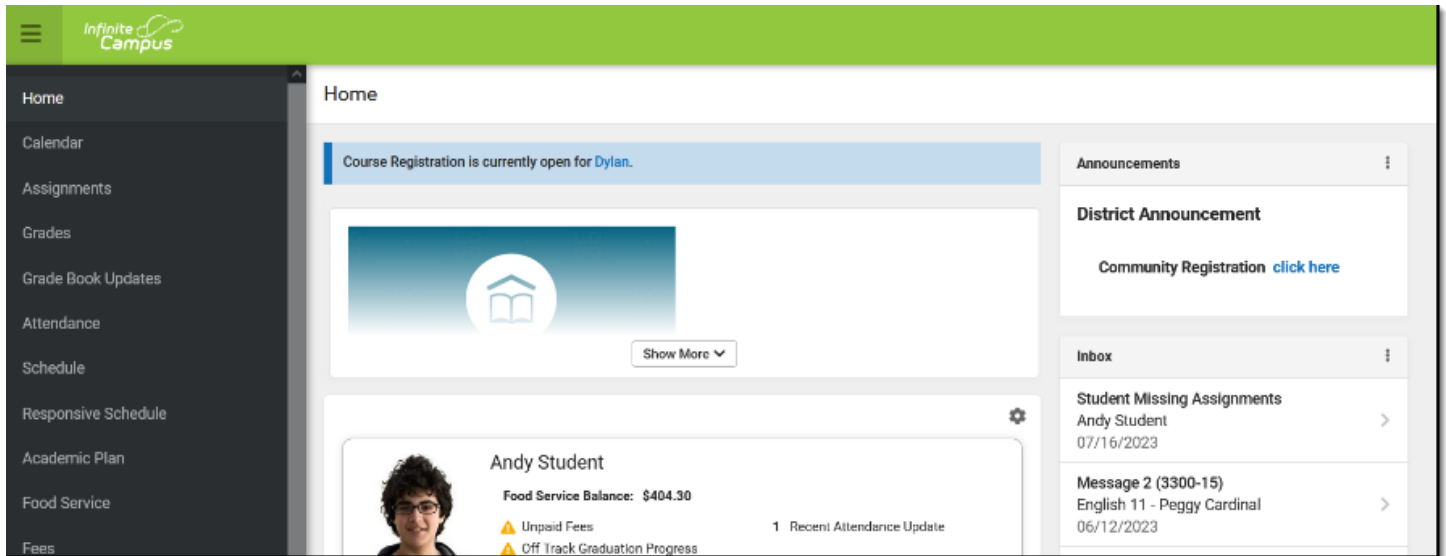 Infinite
Campus
Home
Calendar
Assignments
Grades
Grade Book Updates
Attendance
Schedule
Responsive Schedule
Academic Plan
Food Service
Fees
Home
Course Registration is currently open for Dylan.
Show More
Andy Student
Food Service Balance: $404.30
Unpaid Fees
1 Recent Attendance Update
Off Track Graduation Progress
Announcements
District Announcement
Community Registration click here
Inbox
Student Missing Assignments
Andy Student
07/16/2023
Message 2 (3300-15)
English 11 - Peggy Cardinal
06/12/2023